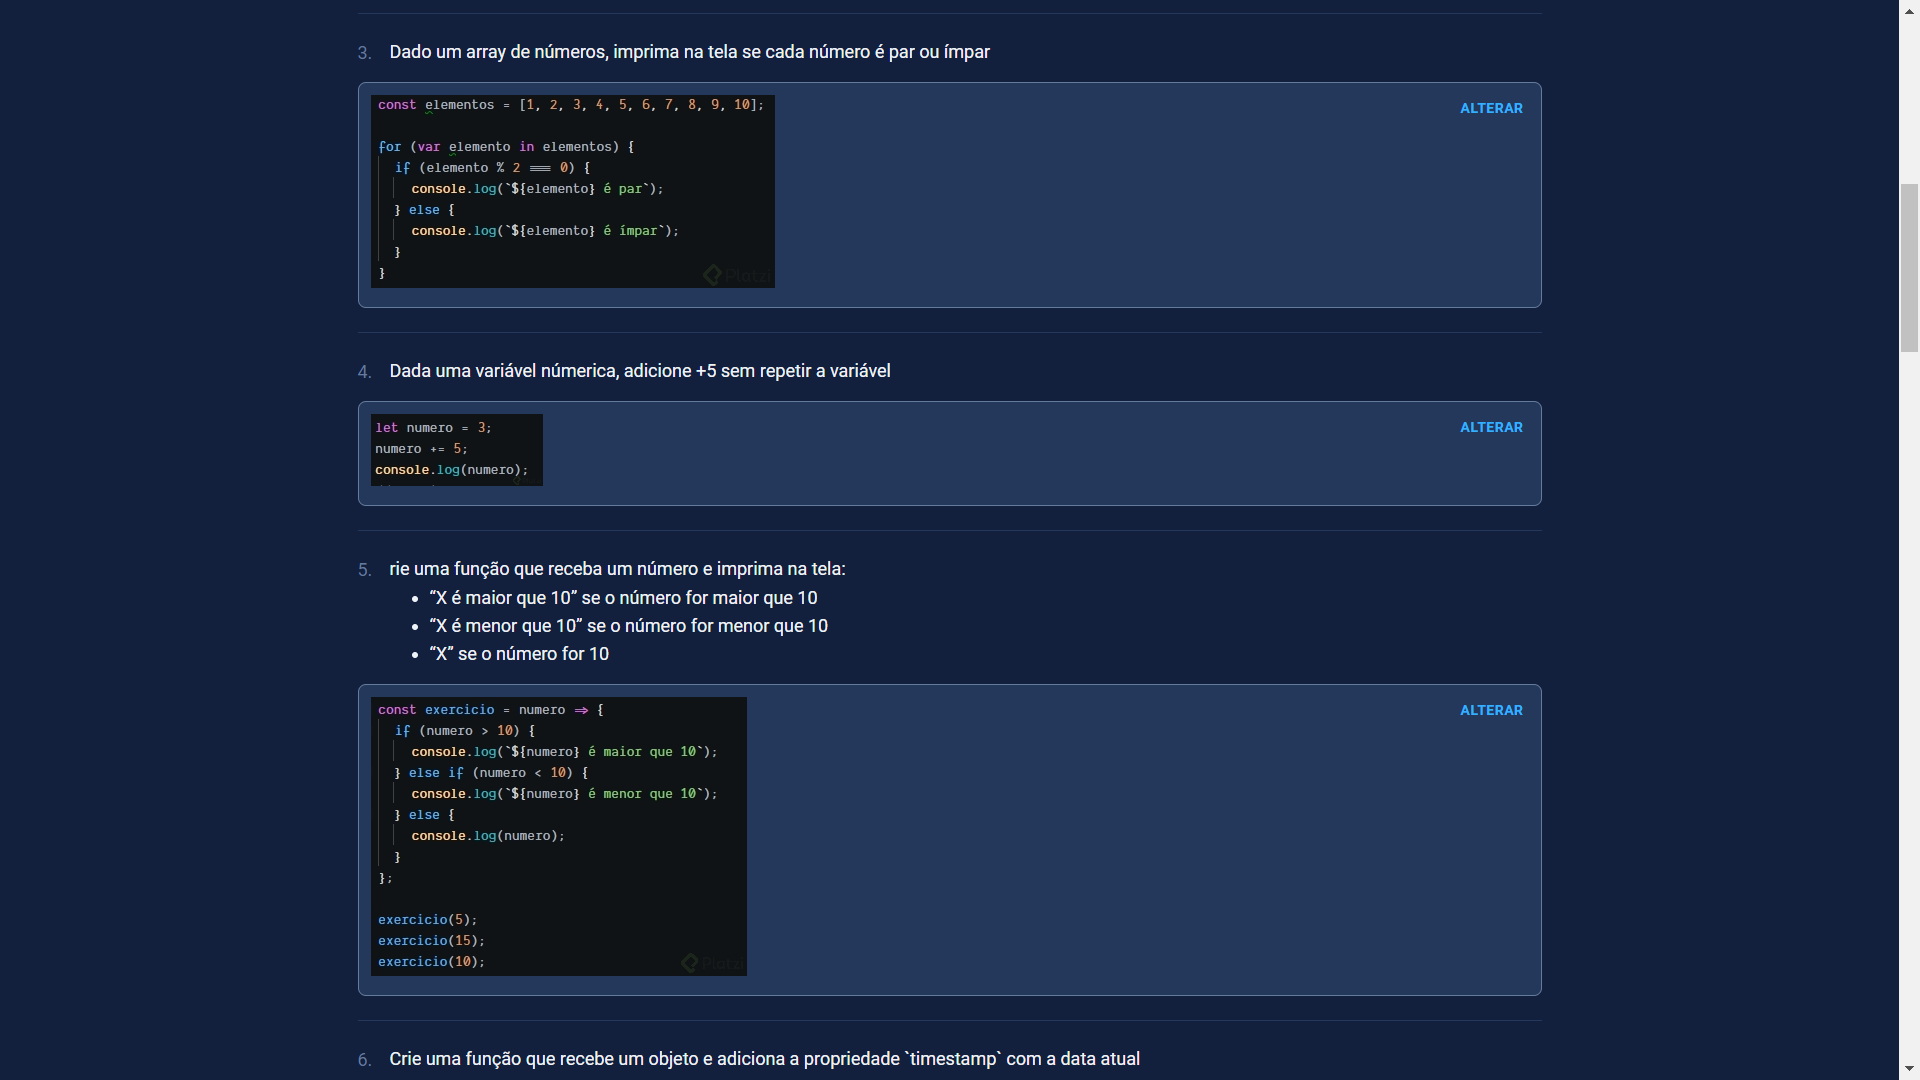 3. Dado um array de números, imprima na tela se cada número é par ou ímpar
ALTERAR
const elementos = [1, 2, 3, 4, 5, 6, 7, 8, 9, 10];
for (var elemento in elementos) {
if (elemento % 2 === 0) {
console.log(`${elemento} é par`);
} else {
console.log(`${elemento} é ímpar`);
}
}
Platzi
4. Dada uma variável númerica, adicione +5 sem repetir a variável
ALTERAR
let numero = 3;
numero += 5;
console.log(numero);
5. rie uma função que receba um número e imprima na tela:
• “X é maior que 10” se o número for maior que 10
• “X é menor que 10” se o número for menor que 10
• “X” se o número for 10
ALTERAR
const exercicio = numero => {
if (numero > 10) {
console.log(`${numero} é maior que 10`);
} else if (numero < 10) {
console.log(`${numero} é menor que 10`);
} else {
console.log(numero);
}
};
exercicio(5);
exercicio(15);
exercicio(10);
Platzi
6. Crie uma função que recebe um objeto e adiciona a propriedade `timestamp` com a data atual